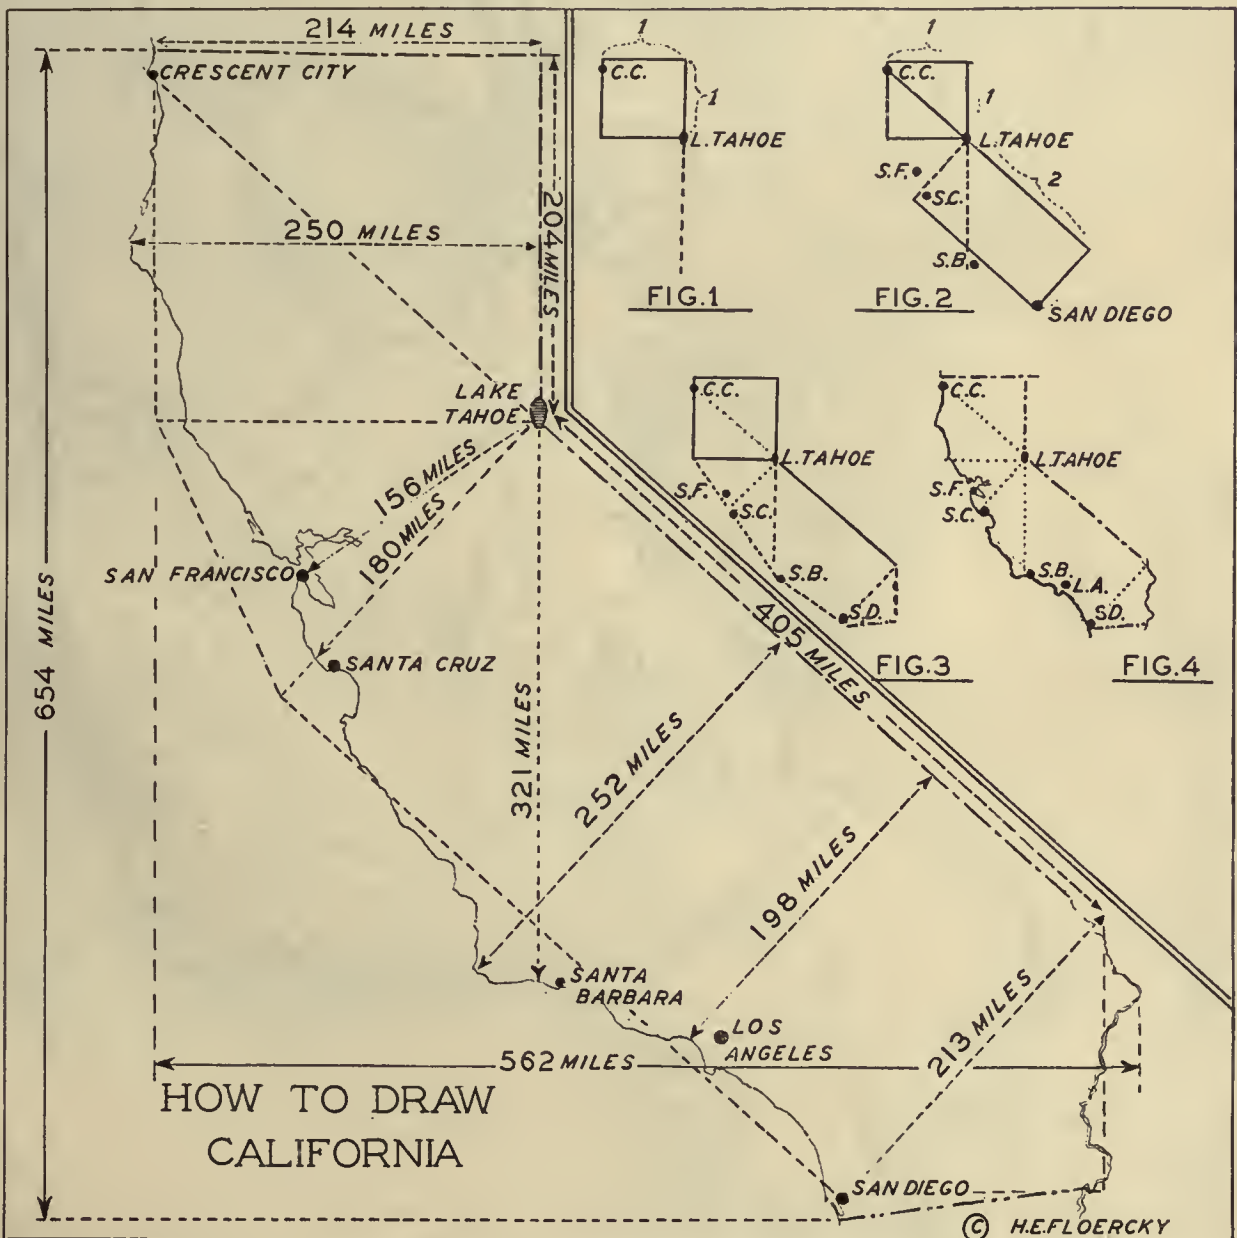 214 MILES
CRESCENT CITY
250 MILES
204 MILES
LAKE
TAHOE
156 MILES
180 MILES
SAN FRANCISCO
SANTA CRUZ
654 MILES
321 MILES
252 MILES
405 MILES
198 MILES
SANTA
BARBARA
LOS
ANGELES
213 MILES
562 MILES
HOW TO DRAW
CALIFORNIA
SAN DIEGO
© H.E.FLOERCKY
1
C.C.
1
L.TAHOE
FIG.1
1
C.C.
1
L.TAHOE
S.F.
2
S.C.
S.B.
FIG.2
SAN DIEGO
C.C.
L.TAHOE
S.F.
S.C.
S.B.
S.D.
FIG.3
C.C.
L.TAHOE
S.F.
S.C.
S.B.
L.A.
S.D.
FIG.4